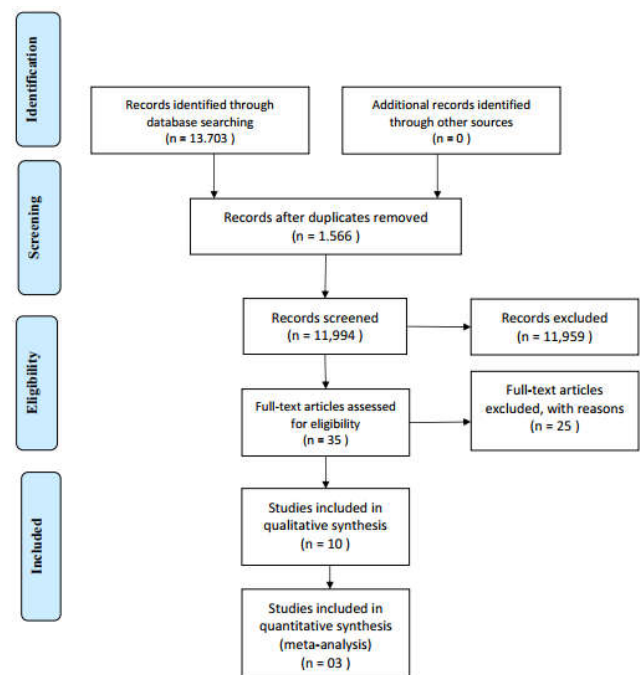 Identification
Records identified through
database searching
(n = 13.703)
Additional records identified
through other sources
(n = 0)
Screening
Records after duplicates removed
(n = 1.566 )
Records screened
(n = 11,994 )
Records excluded
(n = 11,959 )
Eligibility
Full-text articles assessed
for eligibility
(n = 35 )
Full-text articles
excluded, with reasons
(n = 25 )
Included
Studies included in
qualitative synthesis
(n = 10 )
Studies included in
quantitative synthesis
(meta-analysis)
(n = 03 )